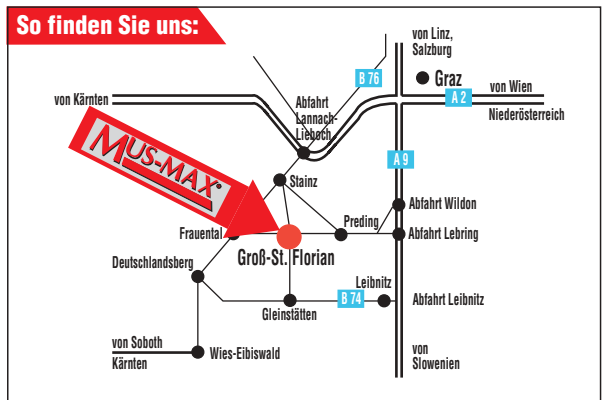 So finden Sie uns:
von Linz,
Salzburg
B 76
Graz
von Wien
A 2
Niederösterreich
von Kärnten
Abfahrt
Lannach-
Lieboch
MUS-MAX®
A 9
Stainz
Abfahrt Wildon
Preding
Frauental
Abfahrt Lebring
Groß-St. Florian
Deutschlandsberg
Leibnitz
B 74
Abfahrt Leibnitz
Gleinstätten
von Soboth
Kärnten
Wies-Eibiswald
von
Slowenien